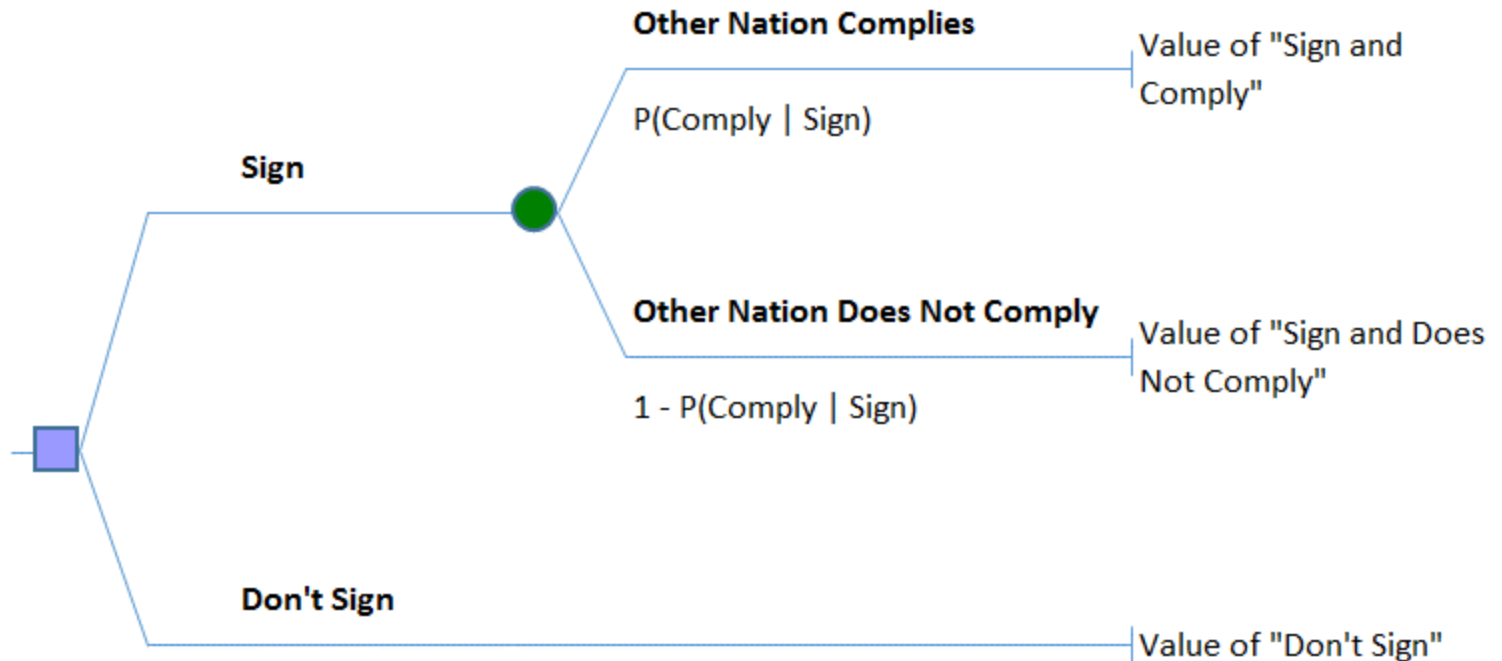 Other Nation Complies
Value of "Sign and
Comply"
P(Comply | Sign)
Sign
Other Nation Does Not Comply
Value of "Sign and Does
Not Comply"
1 - P(Comply | Sign)
Don't Sign
Value of "Don't Sign"